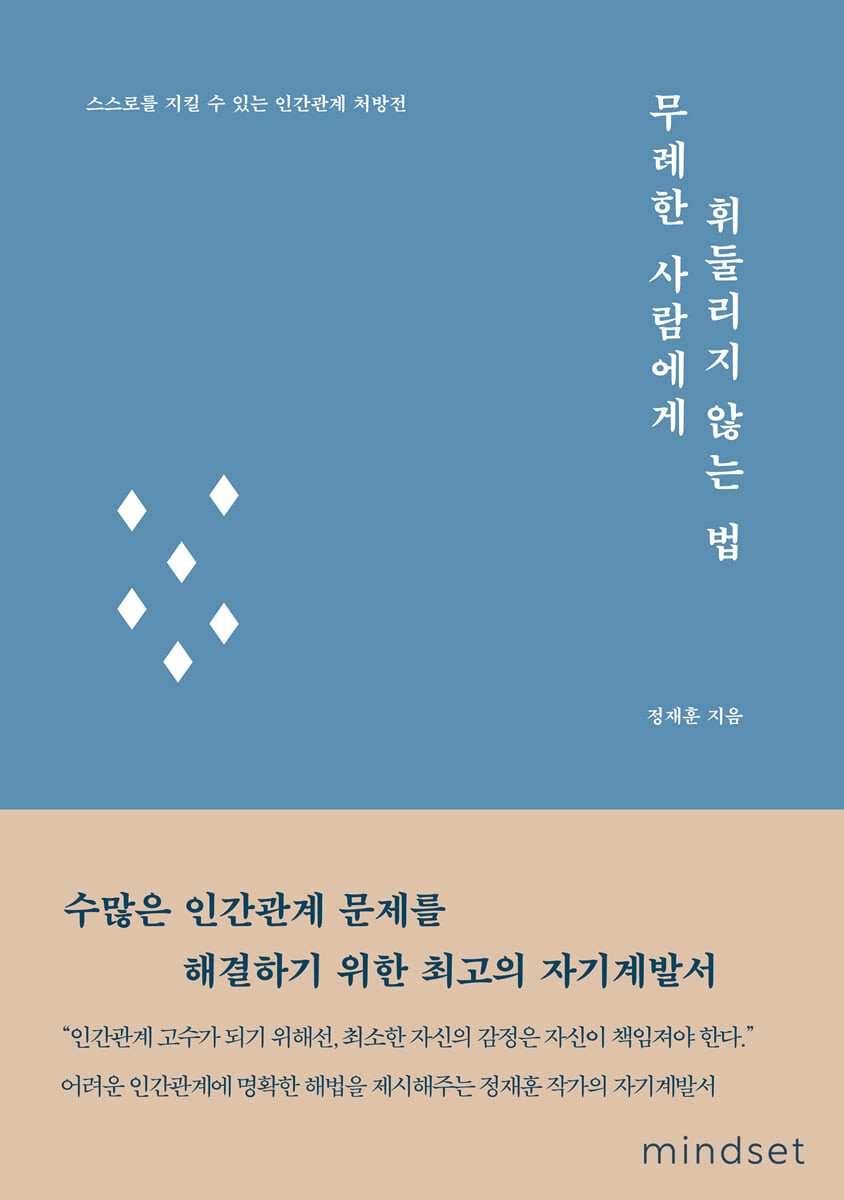 스스로를 지킬 수 있는 인간관계 처방전
무례한 사람에게
휘둘리지 않는 법
정재훈 지음
수많은 인간관계 문제를
해결하기 위한 최고의 자기계발서
“인간관계 고수가 되기 위해선, 최소한 자신의 감정은 자신이 책임져야 한다.”
어려운 인간관계에 명확한 해법을 제시해주는 정재훈 작가의 자기계발서
mindset